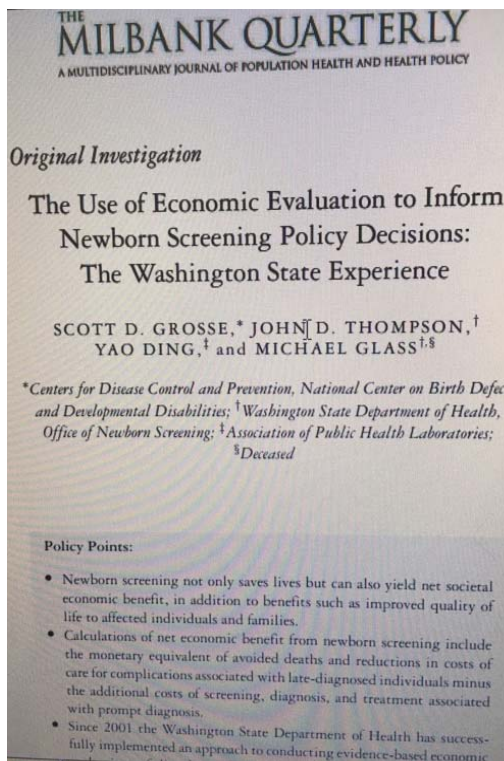 THE
MILBANK QUARTERLY
A MULTIDISCIPLINARY JOURNAL OF POPULATION HEALTH AND HEALTH POLICY
Original Investigation
The Use of Economic Evaluation to Inform
Newborn Screening Policy Decisions:
The Washington State Experience
SCOTT D. GROSSE,* JOHN D. THOMPSON,†
YAO DING,‡ and MICHAEL GLASS†,§
*Centers for Disease Control and Prevention, National Center on Birth Defec
and Developmental Disabilities; †Washington State Department of Health,
Office of Newborn Screening; ‡Association of Public Health Laboratories;
§Deceased
Policy Points:
• Newborn screening not only saves lives but can also yield net societal
economic benefit, in addition to benefits such as improved quality of
life to affected individuals and families.
• Calculations of net economic benefit from newborn screening include
the monetary equivalent of avoided deaths and reductions in costs of
care for complications associated with late-diagnosed individuals minus
the additional costs of screening, diagnosis, and treatment associated
with prompt diagnosis.
• Since 2001 the Washington State Department of Health has success-
fully implemented an approach to conducting evidence-based economic